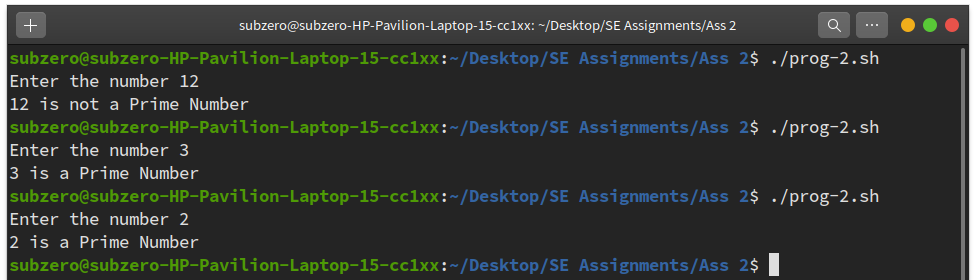 subzero@subzero-HP-Pavilion-Laptop-15-cc1xx: ~/Desktop/SE Assignments/Ass 2
subzero@subzero-HP-Pavilion-Laptop-15-cc1xx:~/Desktop/SE Assignments/Ass 2$ ./prog-2.sh
Enter the number 12
12 is not a Prime Number
subzero@subzero-HP-Pavilion-Laptop-15-cc1xx:~/Desktop/SE Assignments/Ass 2$ ./prog-2.sh
Enter the number 3
3 is a Prime Number
subzero@subzero-HP-Pavilion-Laptop-15-cc1xx:~/Desktop/SE Assignments/Ass 2$ ./prog-2.sh
Enter the number 2
2 is a Prime Number
subzero@subzero-HP-Pavilion-Laptop-15-cc1xx:~/Desktop/SE Assignments/Ass 2$